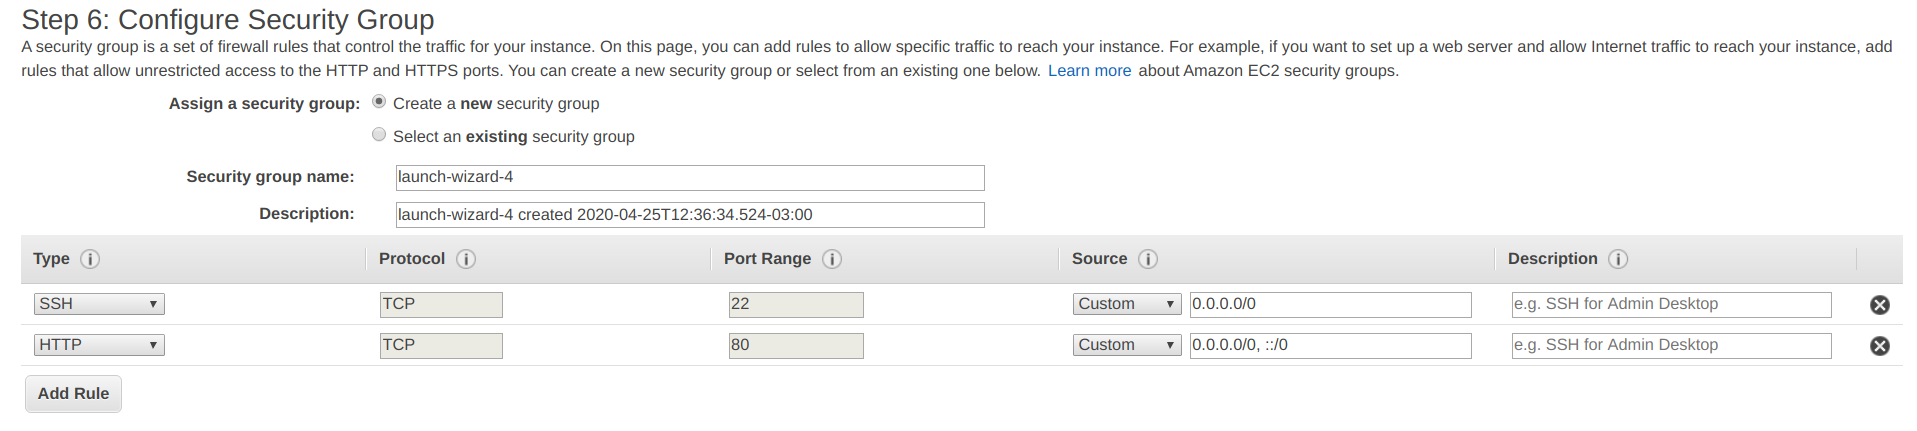 Step 6: Configure Security Group
A security group is a set of firewall rules that control the traffic for your instance. On this page, you can add rules to allow specific traffic to reach your instance. For example, if you want to set up a web server and allow Internet traffic to reach your instance, add
rules that allow unrestricted access to the HTTP and HTTPS ports. You can create a new security group or select from an existing one below. Learn more about Amazon EC2 security groups.
Assign a security group: Create a new security group
Select an existing security group
Security group name: launch-wizard-4
Description: launch-wizard-4 created 2020-04-25T12:36:34.524-03:00
Type Protocol Port Range Source Description
SSH TCP 22 Custom 0.0.0.0/0 e.g. SSH for Admin Desktop
HTTP TCP 80 Custom 0.0.0.0/0, ::/0 e.g. SSH for Admin Desktop
Add Rule